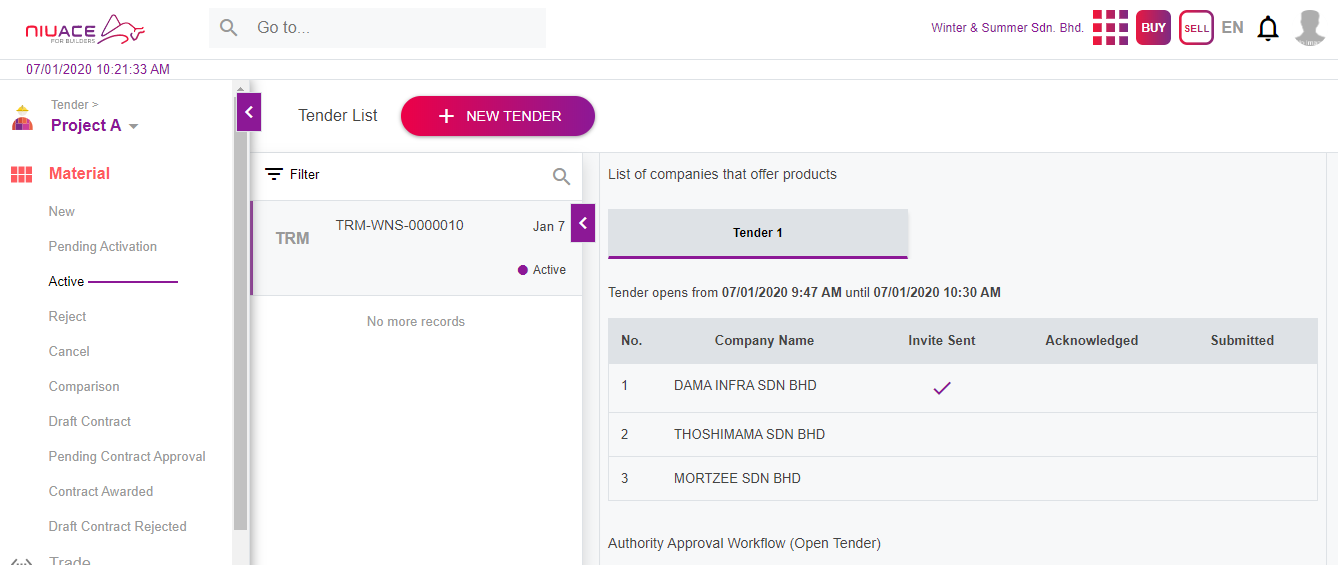 NIUACE
FOR BUILDERS
Go to...
Winter & Summer Sdn. Bhd.
BUY
SELL
EN
07/01/2020 10:21:33 AM
Tender >
Project A
Material
New
Pending Activation
Active
Reject
Cancel
Comparison
Draft Contract
Pending Contract Approval
Contract Awarded
Draft Contract Rejected
Trade
Tender List
+ NEW TENDER
Filter
TRM
TRM-WNS-0000010
Jan 7
Active
No more records
List of companies that offer products
Tender 1
Tender opens from 07/01/2020 9:47 AM until 07/01/2020 10:30 AM
No. Company Name Invite Sent Acknowledged Submitted
1 DAMA INFRA SDN BHD ✓
2 THOSHIMAMA SDN BHD
3 MORTZEE SDN BHD
Authority Approval Workflow (Open Tender)